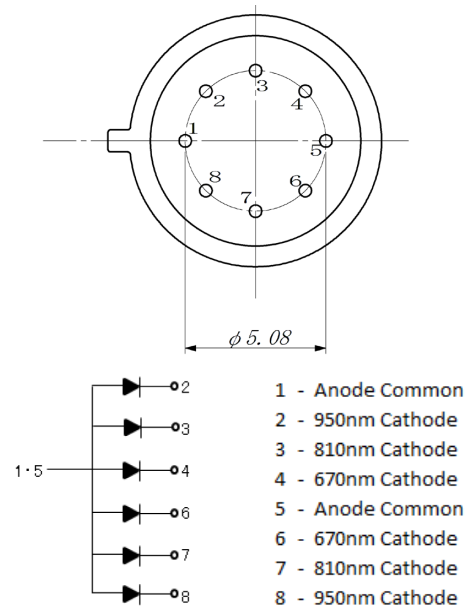 3
2
4
1
5
8
6
7
ϕ5.08
2
3
1·5
4
6
7
8
1 - Anode Common
2 - 950nm Cathode
3 - 810nm Cathode
4 - 670nm Cathode
5 - Anode Common
6 - 670nm Cathode
7 - 810nm Cathode
8 - 950nm Cathode